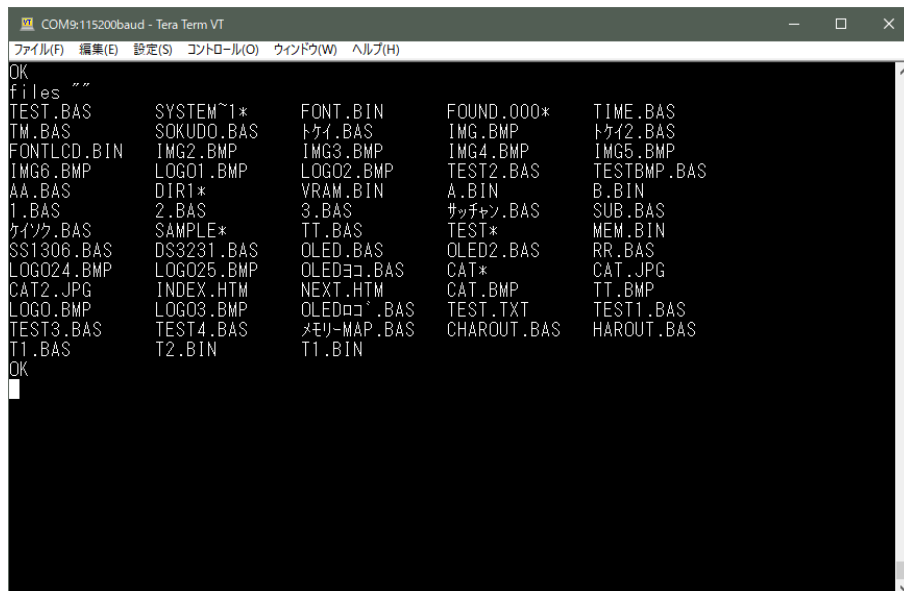 COM9:115200baud - Tera Term VT
ファイル(F) 編集(E) 設定(S) コントロール(O) ウィンドウ(W) ヘルプ(H)
OK
files ""
TEST.BAS SYSTEM~1* FONT.BIN FOUND.000* TIME.BAS
TM.BAS SOKUDO.BAS ﾄｹｲ.BAS IMG.BMP ﾄｹｲ2.BAS
FONTLCD.BIN IMG2.BMP IMG3.BMP IMG4.BMP IMG5.BMP
IMG6.BMP LOGO1.BMP LOGO2.BMP TEST2.BAS TESTBMP.BAS
AA.BAS DIR1* VRAM.BIN A.BIN B.BIN
1.BAS 2.BAS 3.BAS ｻｯﾁｬﾝ.BAS SUB.BAS
ｹｲｿｸ.BAS SAMPLE* TT.BAS TEST* MEM.BIN
SS1306.BAS DS3231.BAS OLED.BAS OLED2.BAS RR.BAS
LOGO24.BMP LOGO25.BMP OLEDﾖｺ.BAS CAT* CAT.JPG
CAT2.JPG INDEX.HTM NEXT.HTM CAT.BMP TT.BMP
LOGO.BMP LOGO3.BMP OLEDﾛｺﾞ.BAS TEST.TXT TEST1.BAS
TEST3.BAS TEST4.BAS ﾒﾓﾘｰMAP.BAS CHAROUT.BAS HAROUT.BAS
T1.BAS T2.BIN T1.BIN
OK